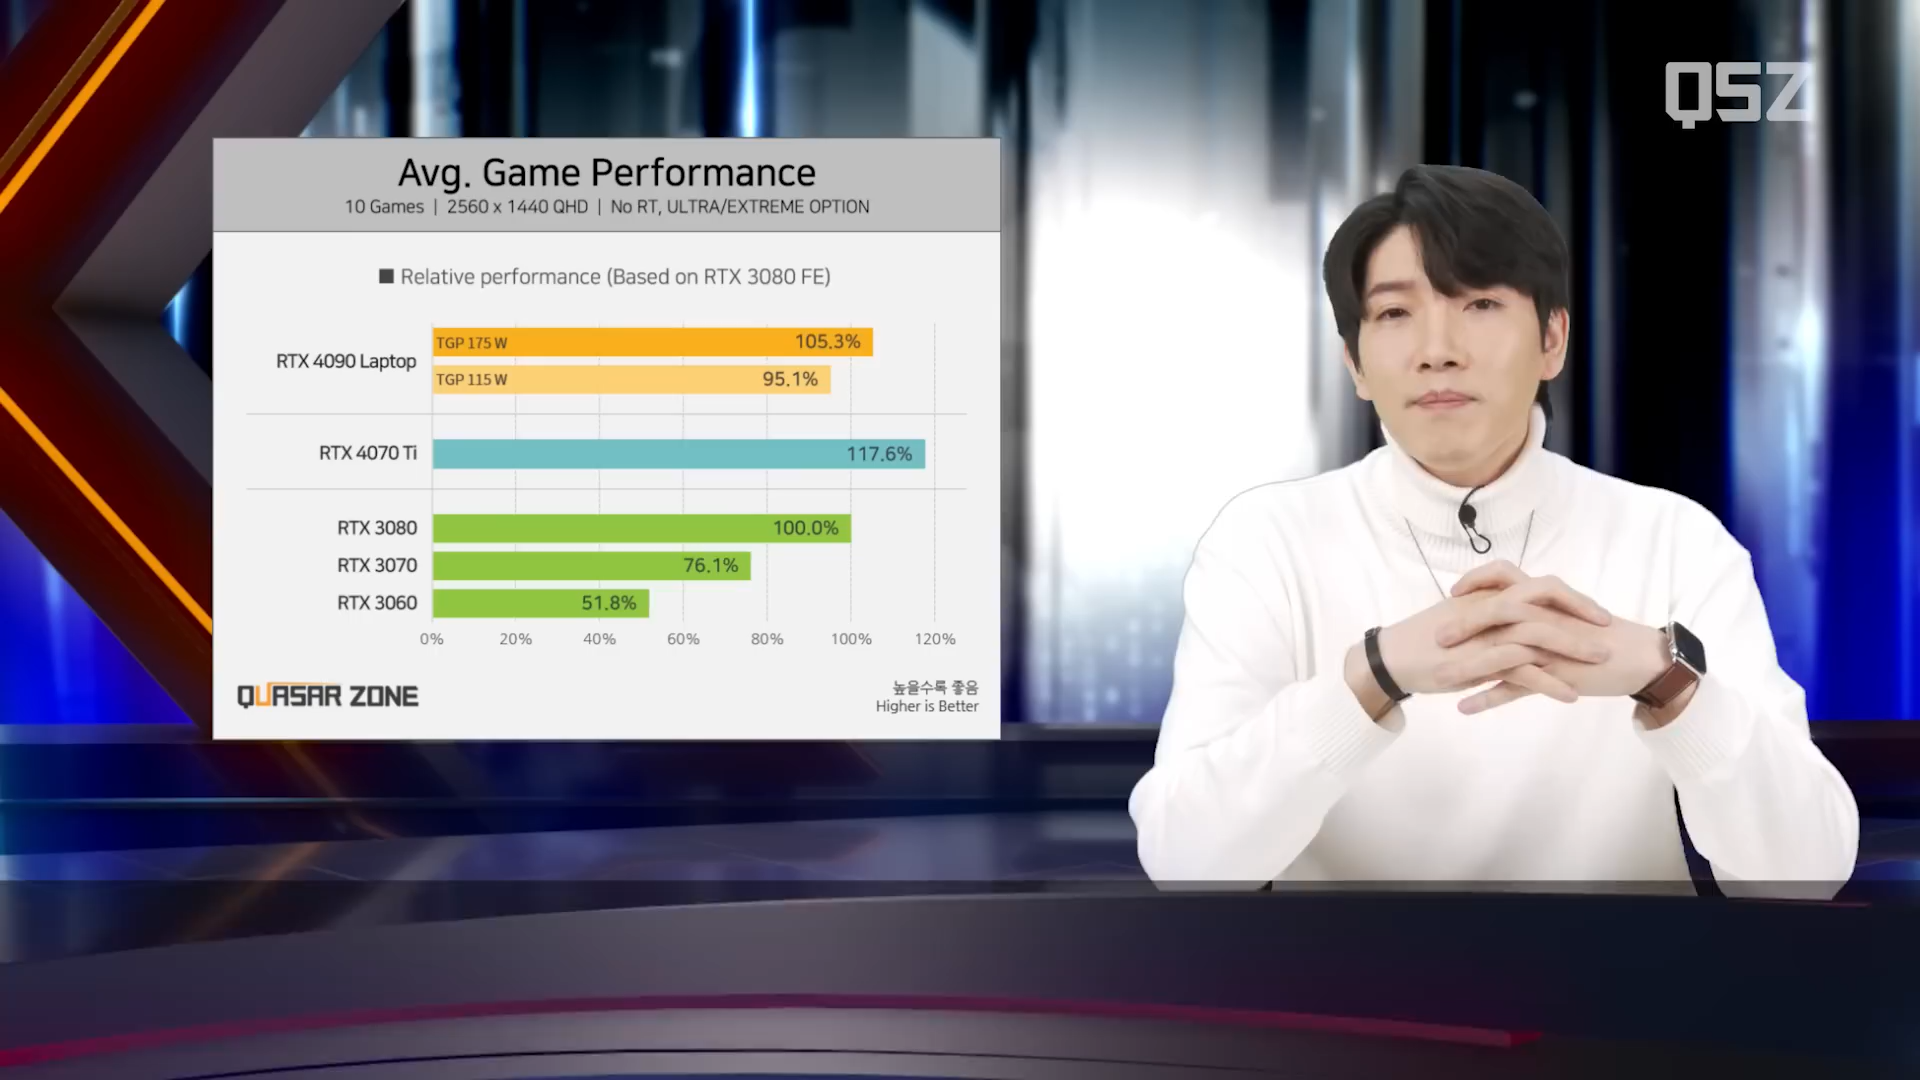 QSZ
Avg. Game Performance
10 Games | 2560 x 1440 QHD | No RT, ULTRA/EXTREME OPTION
■ Relative performance (Based on RTX 3080 FE)
RTX 4090 Laptop
TGP 175 W 105.3%
TGP 115 W 95.1%
RTX 4070 Ti 117.6%
RTX 3080 100.0%
RTX 3070 76.1%
RTX 3060 51.8%
0% 20% 40% 60% 80% 100% 120%
QUASAR ZONE
높을수록 좋음
Higher is Better